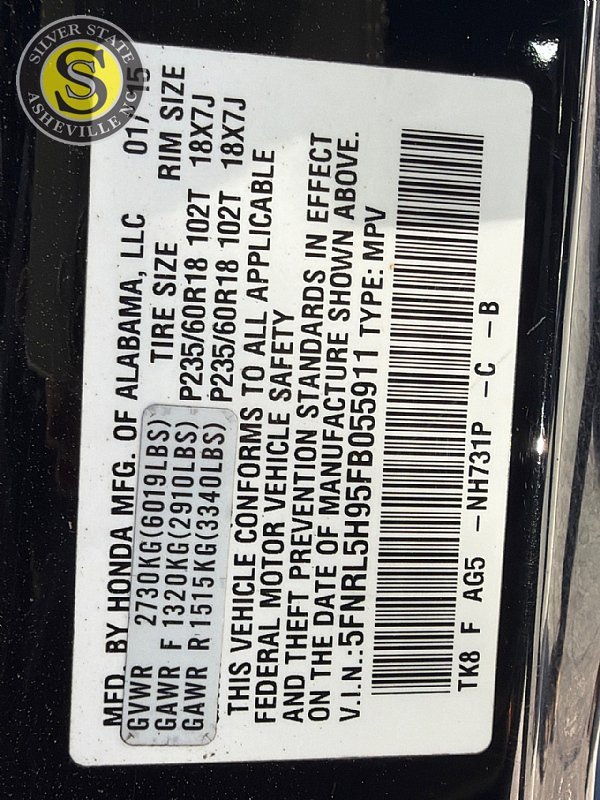 SILVER STATE
S
ASHEVILLE NC
MFD. BY HONDA MFG. OF ALABAMA, LLC 01/ 15
GVWR 2730KG(6019LBS) TIRE SIZE RIM SIZE
GAWR F 1320KG(2910LBS) P235/60R18 102T 18X7J
GAWR R 1515KG(3340LBS) P235/60R18 102T 18X7J
THIS VEHICLE CONFORMS TO ALL APPLICABLE
FEDERAL MOTOR VEHICLE SAFETY
AND THEFT PREVENTION STANDARDS IN EFFECT
ON THE DATE OF MANUFACTURE SHOWN ABOVE.
V.I.N.:5FNRL5H95FB055911 TYPE: MPV
TK8 F AG5 -NH731P -C -B